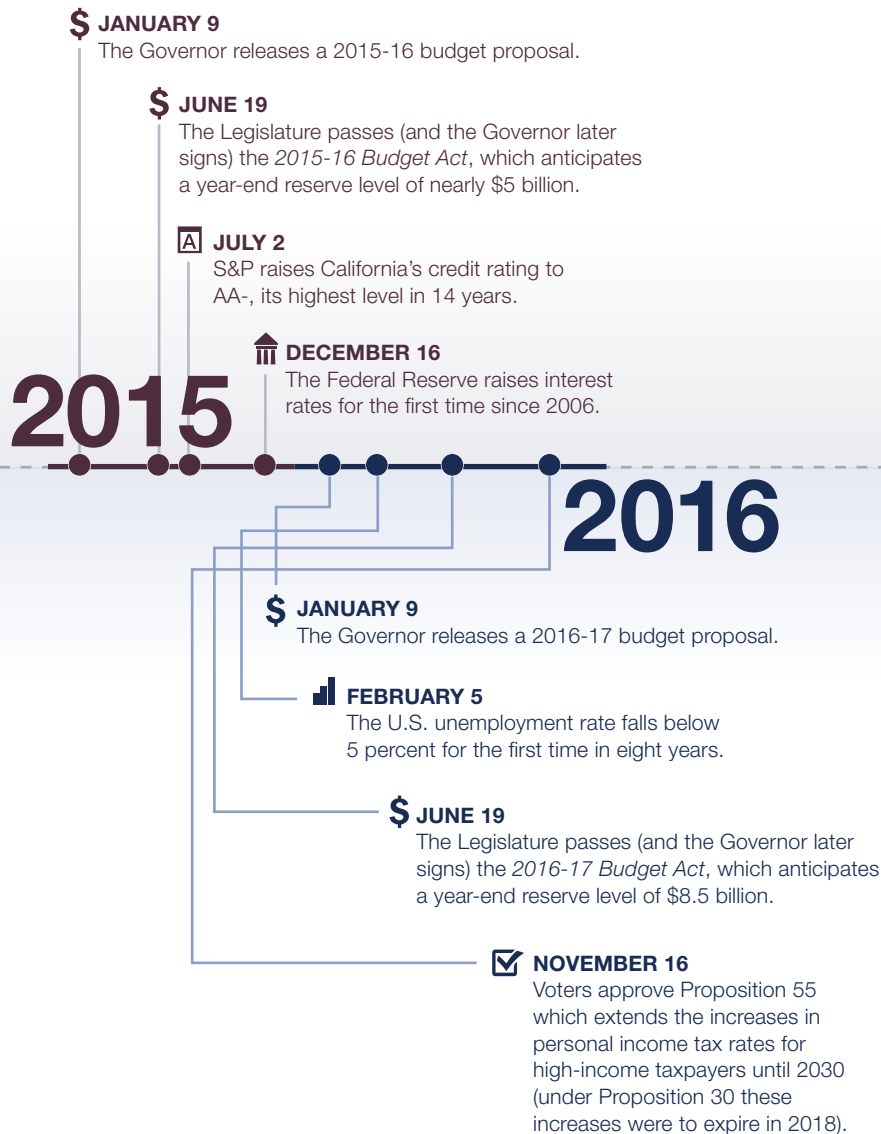 $ JANUARY 9
The Governor releases a 2015-16 budget proposal.
$ JUNE 19
The Legislature passes (and the Governor later
signs) the 2015-16 Budget Act, which anticipates
a year-end reserve level of nearly $5 billion.
A JULY 2
S&P raises California’s credit rating to
AA-, its highest level in 14 years.
DECEMBER 16
The Federal Reserve raises interest
rates for the first time since 2006.
2015
2016
$ JANUARY 9
The Governor releases a 2016-17 budget proposal.
FEBRUARY 5
The U.S. unemployment rate falls below
5 percent for the first time in eight years.
$ JUNE 19
The Legislature passes (and the Governor later
signs) the 2016-17 Budget Act, which anticipates
a year-end reserve level of $8.5 billion.
NOVEMBER 16
Voters approve Proposition 55
which extends the increases in
personal income tax rates for
high-income taxpayers until 2030
(under Proposition 30 these
increases were to expire in 2018).